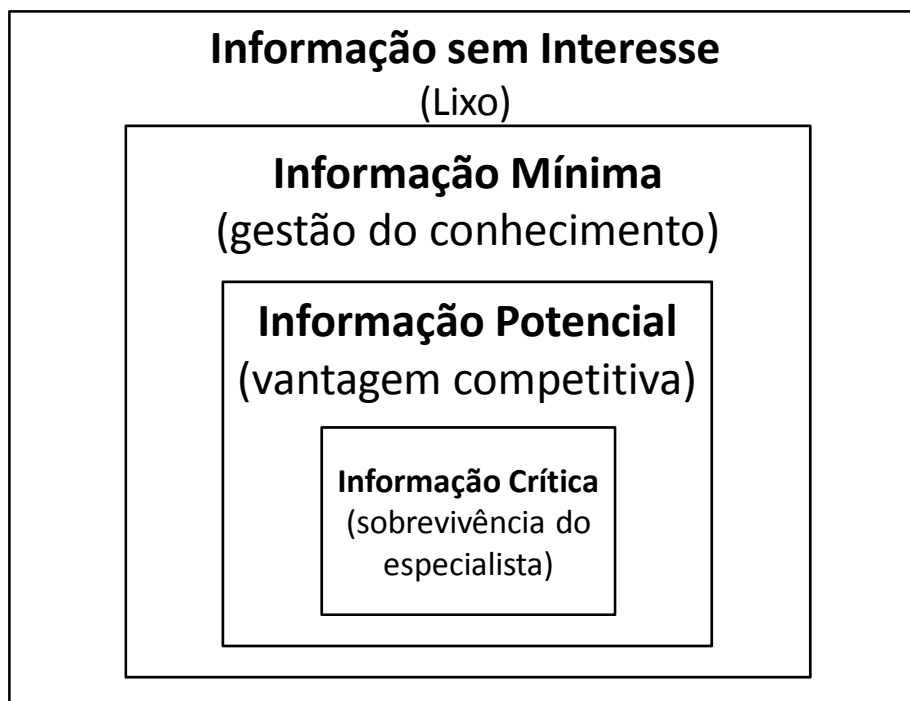 Informação sem Interesse
(Lixo)
Informação Mínima
(gestão do conhecimento)
Informação Potencial
(vantagem competitiva)
Informação Crítica
(sobrevivência do
especialista)